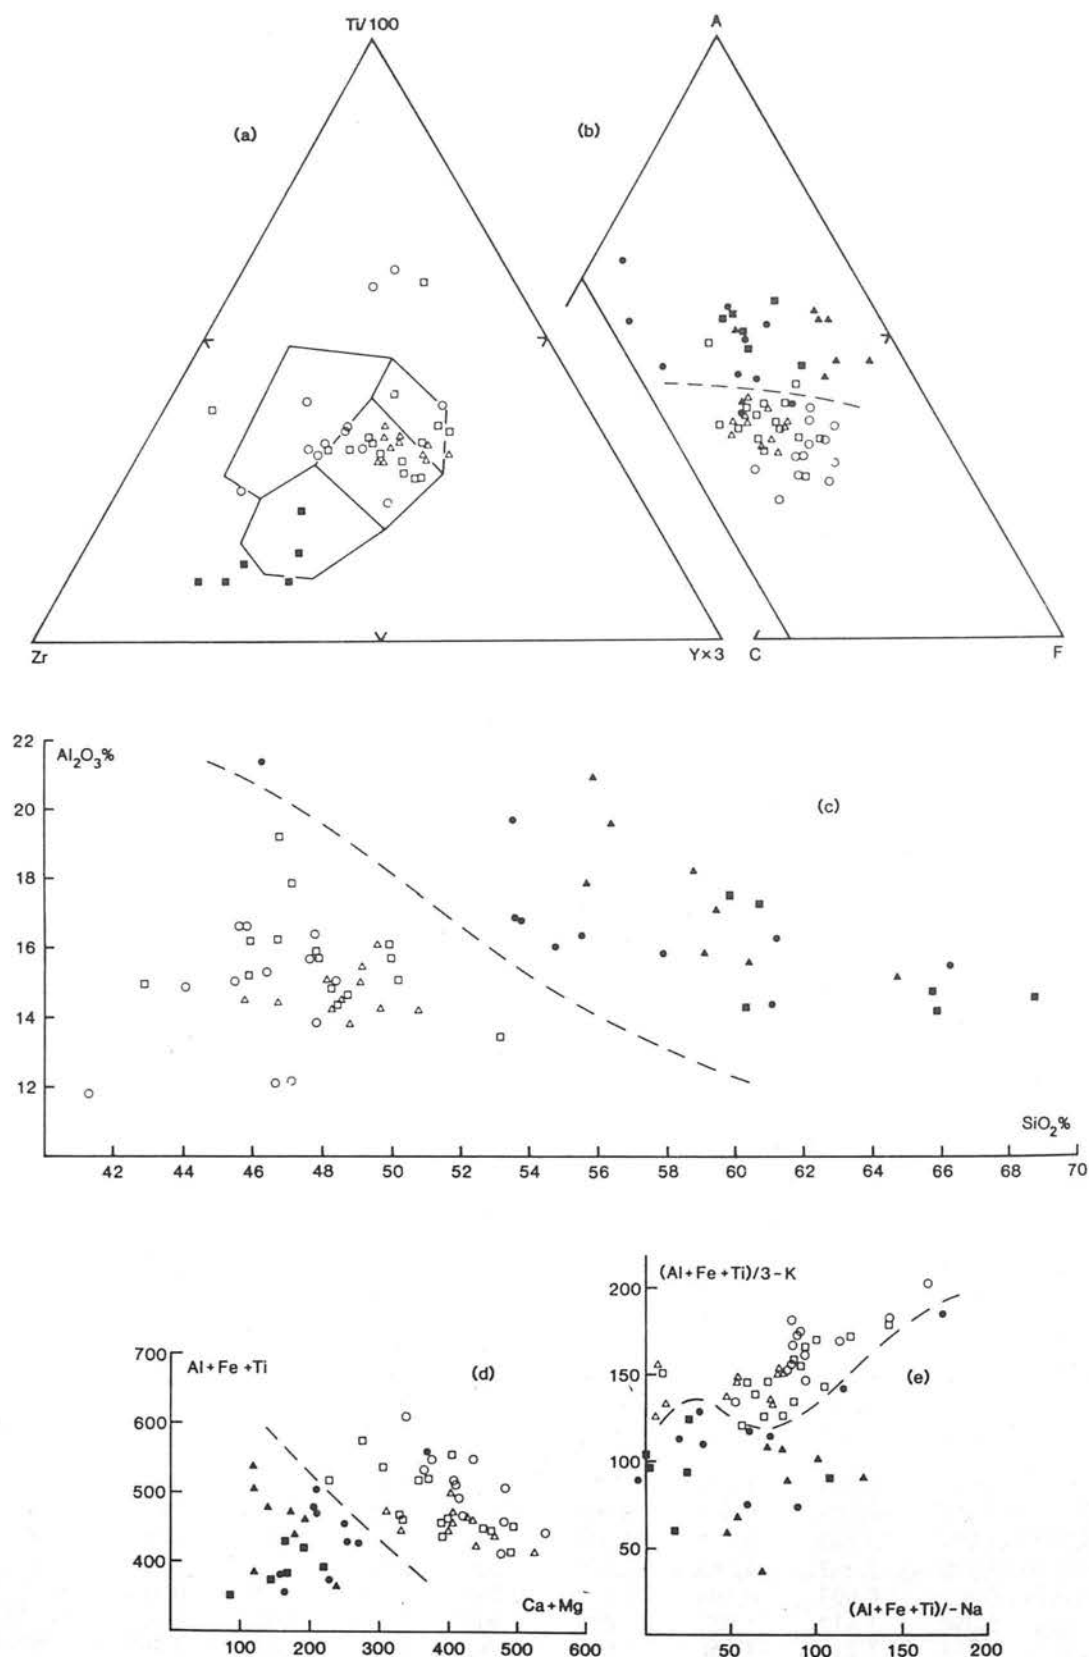 Ti/100
A
(a)
(b)
Zr
Y×3
C
F
22
Al₂O₃%
20
(c)
18
16
14
12
SiO₂%
42 44 46 48 50 52 54 56 58 60 62 64 66 68 70
(Al+Fe+Ti)/3-K
200
700
Al+Fe+Ti
(d)
150
(e)
600
500
100
400
50
Ca+Mg
(Al+Fe+Ti)/-Na
100 200 300 400 500 600
50 100 150 200